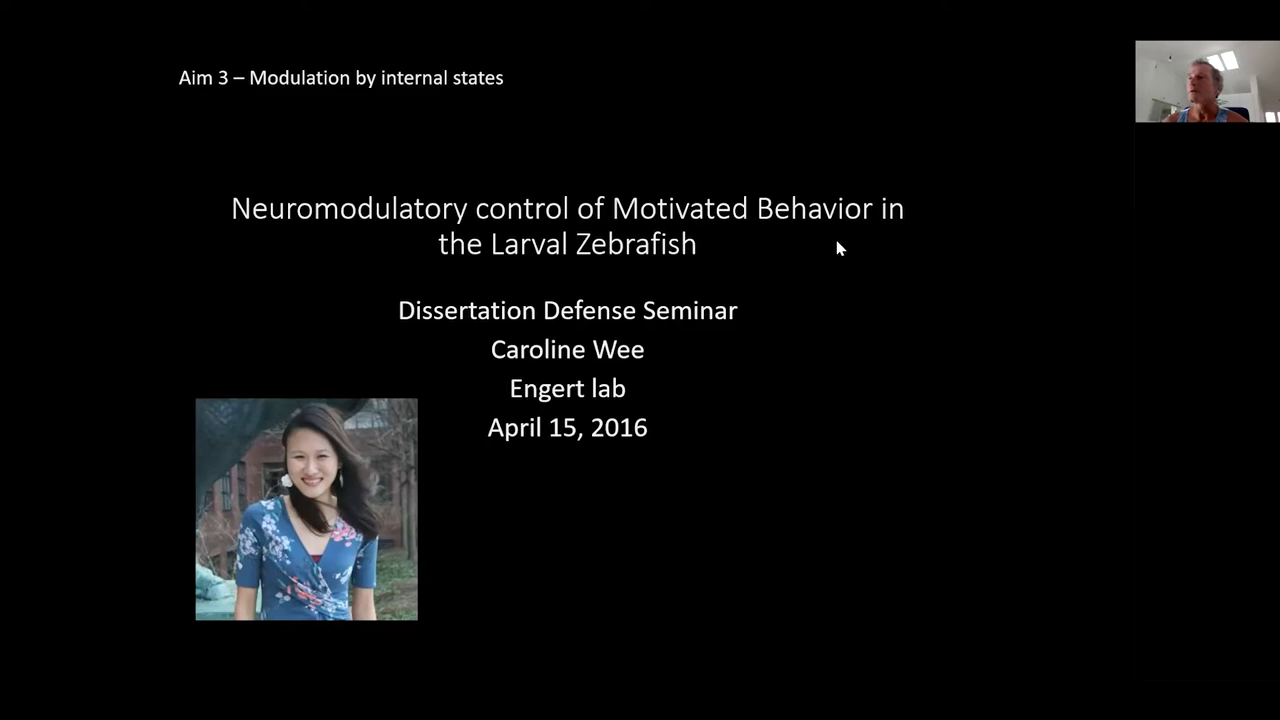 Aim 3 – Modulation by internal states
Neuromodulatory control of Motivated Behavior in
the Larval Zebrafish
Dissertation Defense Seminar
Caroline Wee
Engert lab
April 15, 2016